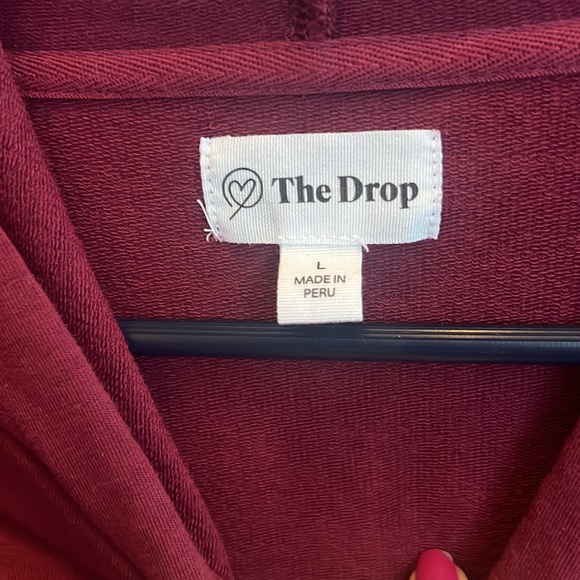 The Drop
L
MADE IN
PERU